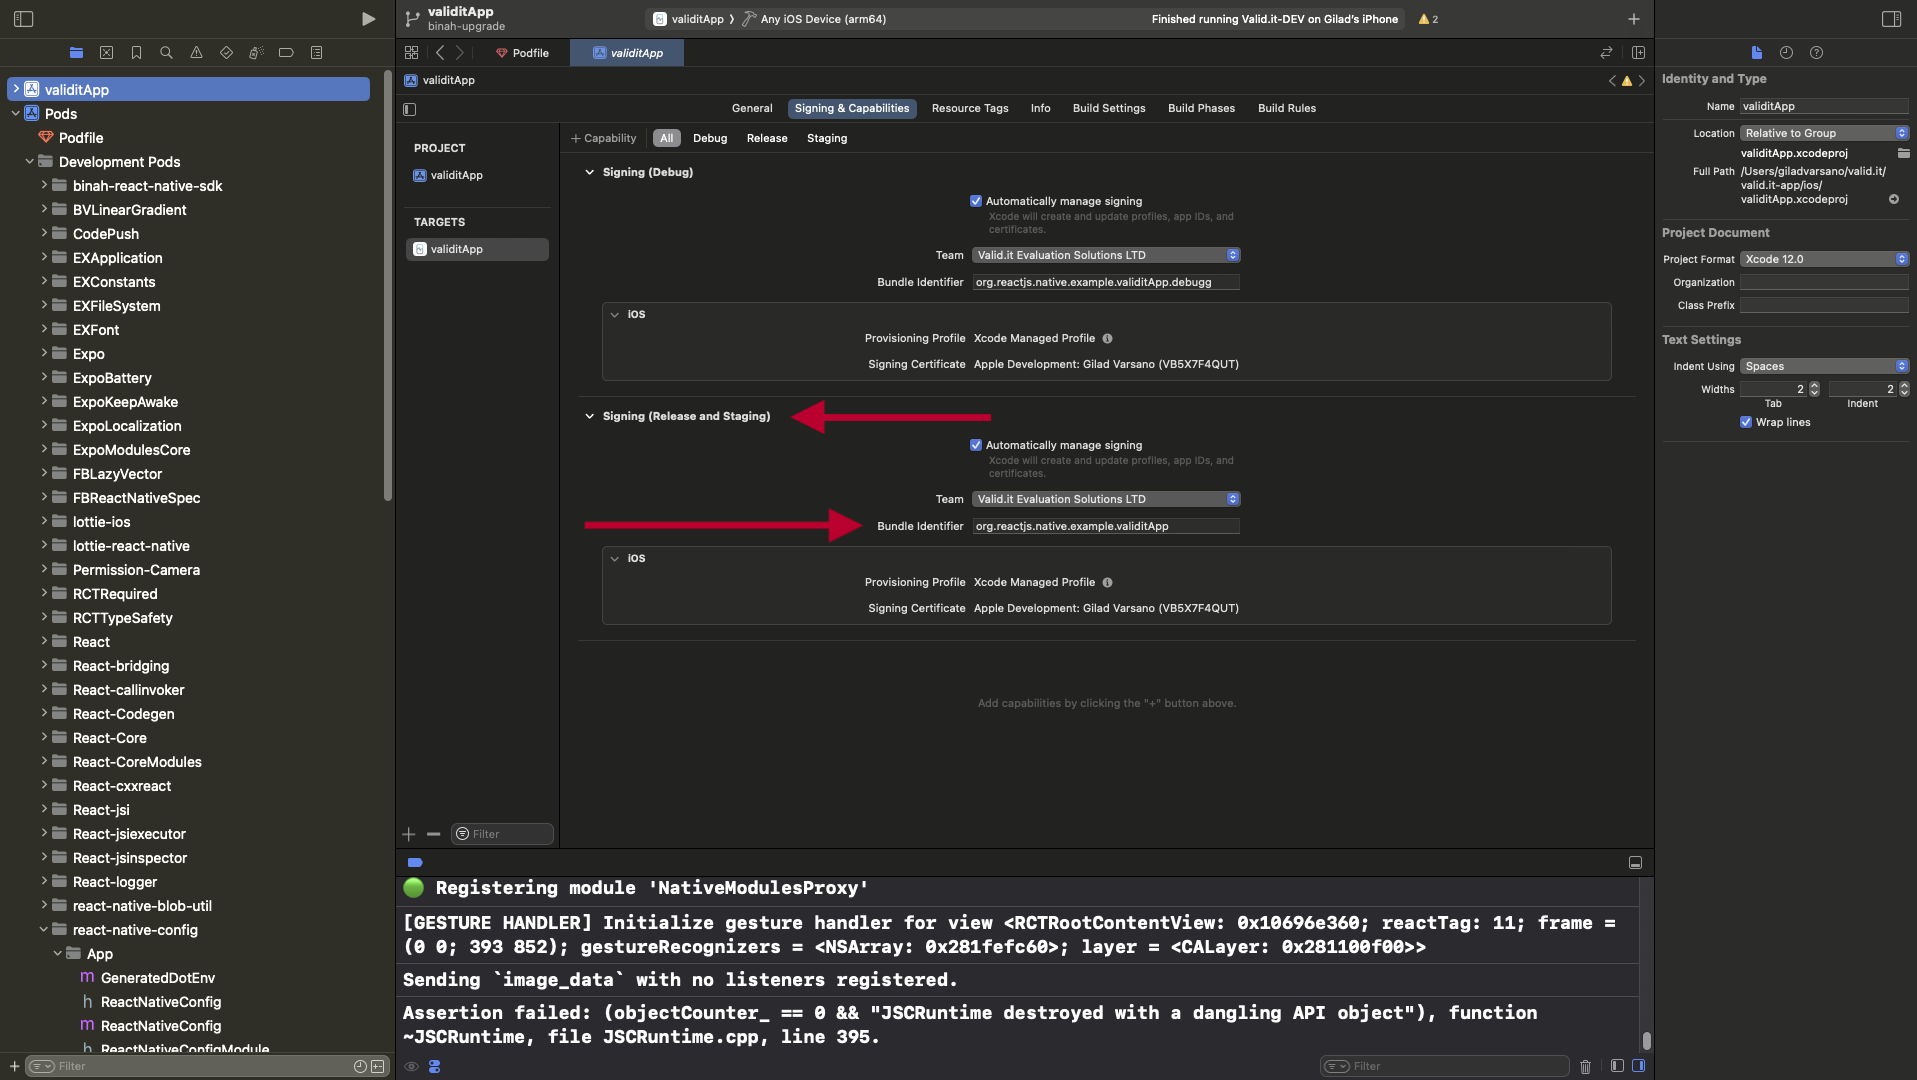 validitApp
binah-upgrade
validitApp
Any iOS Device (arm64)
Finished running Valid.it-DEV on Gilad's iPhone
2
Podfile
validitApp
validitApp
General
Signing & Capabilities
Resource Tags
Info
Build Settings
Build Phases
Build Rules
validitApp
Pods
Podfile
Development Pods
binah-react-native-sdk
BVLinearGradient
CodePush
EXApplication
EXConstants
EXFileSystem
EXFont
Expo
ExpoBattery
ExpoKeepAwake
ExpoLocalization
ExpoModulesCore
FBLazyVector
FBReactNativeSpec
lottie-ios
lottie-react-native
Permission-Camera
RCTRequired
RCTTypeSafety
React
React-bridging
React-callinvoker
React-Codegen
React-Core
React-CoreModules
React-cxxreact
React-jsi
React-jsiexecutor
React-jsinspector
React-logger
react-native-blob-util
react-native-config
App
GeneratedDotEnv
h ReactNativeConfig
m ReactNativeConfig
h ReactNativeConfigModule
Filter
PROJECT
validitApp
TARGETS
validitApp
Filter
+ Capability
All
Debug
Release
Staging
Signing (Debug)
Automatically manage signing
Xcode will create and update profiles, app IDs, and
certificates.
Team Valid.it Evaluation Solutions LTD
Bundle Identifier org.reactjs.native.example.validitApp.debugg
iOS
Provisioning Profile Xcode Managed Profile
Signing Certificate Apple Development: Gilad Varsano (VB5X7F4QUT)
Signing (Release and Staging)
Automatically manage signing
Xcode will create and update profiles, app IDs, and
certificates.
Team Valid.it Evaluation Solutions LTD
Bundle Identifier org.reactjs.native.example.validitApp
iOS
Provisioning Profile Xcode Managed Profile
Signing Certificate Apple Development: Gilad Varsano (VB5X7F4QUT)
Add capabilities by clicking the "+" button above.
Registering module 'NativeModulesProxy'
[GESTURE HANDLER] Initialize gesture handler for view <RCTRootContentView: 0x10696e360; reactTag: 11; frame =
(0 0; 393 852); gestureRecognizers = <NSArray: 0x281fefc60>; layer = <CALayer: 0x281100f00>>
Sending `image_data` with no listeners registered.
Assertion failed: (objectCounter_ == 0 && "JSCRuntime destroyed with a dangling API object"), function
~JSCRuntime, file JSCRuntime.cpp, line 395.
Filter
Identity and Type
Name validitApp
Location Relative to Group
validitApp.xcodeproj
Full Path /Users/giladvarsano/valid.it/
valid.it-app/ios/
validitApp.xcodeproj
Project Document
Project Format Xcode 12.0
Organization
Class Prefix
Text Settings
Indent Using Spaces
Widths 2 2
Tab Indent
Wrap lines